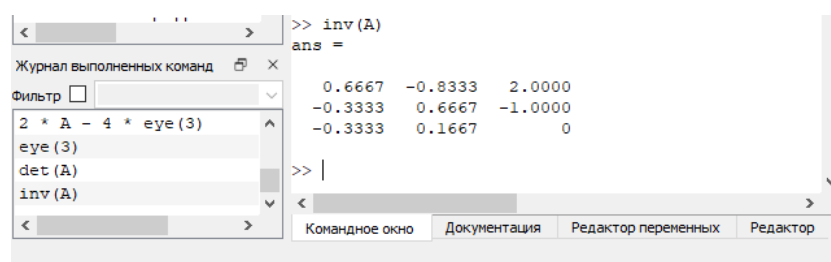 Журнал выполненных команд
Фильтр
2 * A - 4 * eye(3)
eye(3)
det(A)
inv(A)
>> inv(A)
ans =
0.6667 -0.8333 2.0000
-0.3333 0.6667 -1.0000
-0.3333 0.1667 0
>>
Командное окно Документация Редактор переменных Редактор